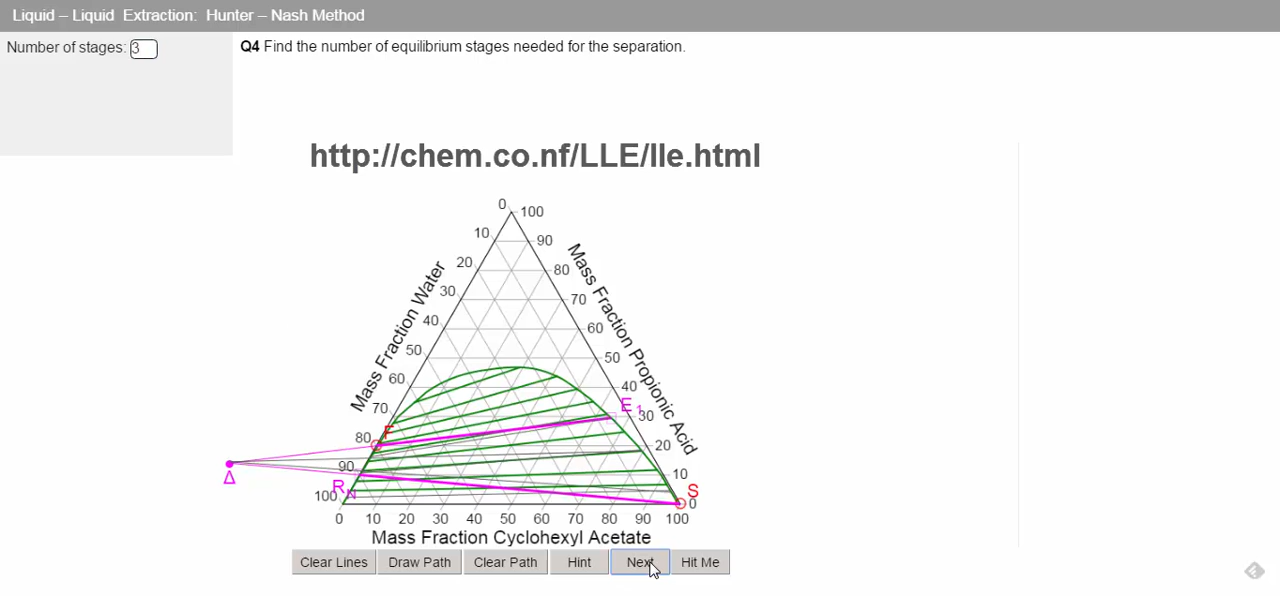 Liquid – Liquid Extraction: Hunter – Nash Method
Number of stages: 3
Q4 Find the number of equilibrium stages needed for the separation.
http://chem.co.nf/LLE/lle.html
0 100
10 90
20 80
30 70
40 60
50 50
60 40
70 30
80 20
90 10
100 0
Mass Fraction Water
Mass Fraction Propionic Acid
F
E1
Δ
RN
S
0 10 20 30 40 50 60 70 80 90 100
Mass Fraction Cyclohexyl Acetate
Clear Lines Draw Path Clear Path Hint Next Hit Me